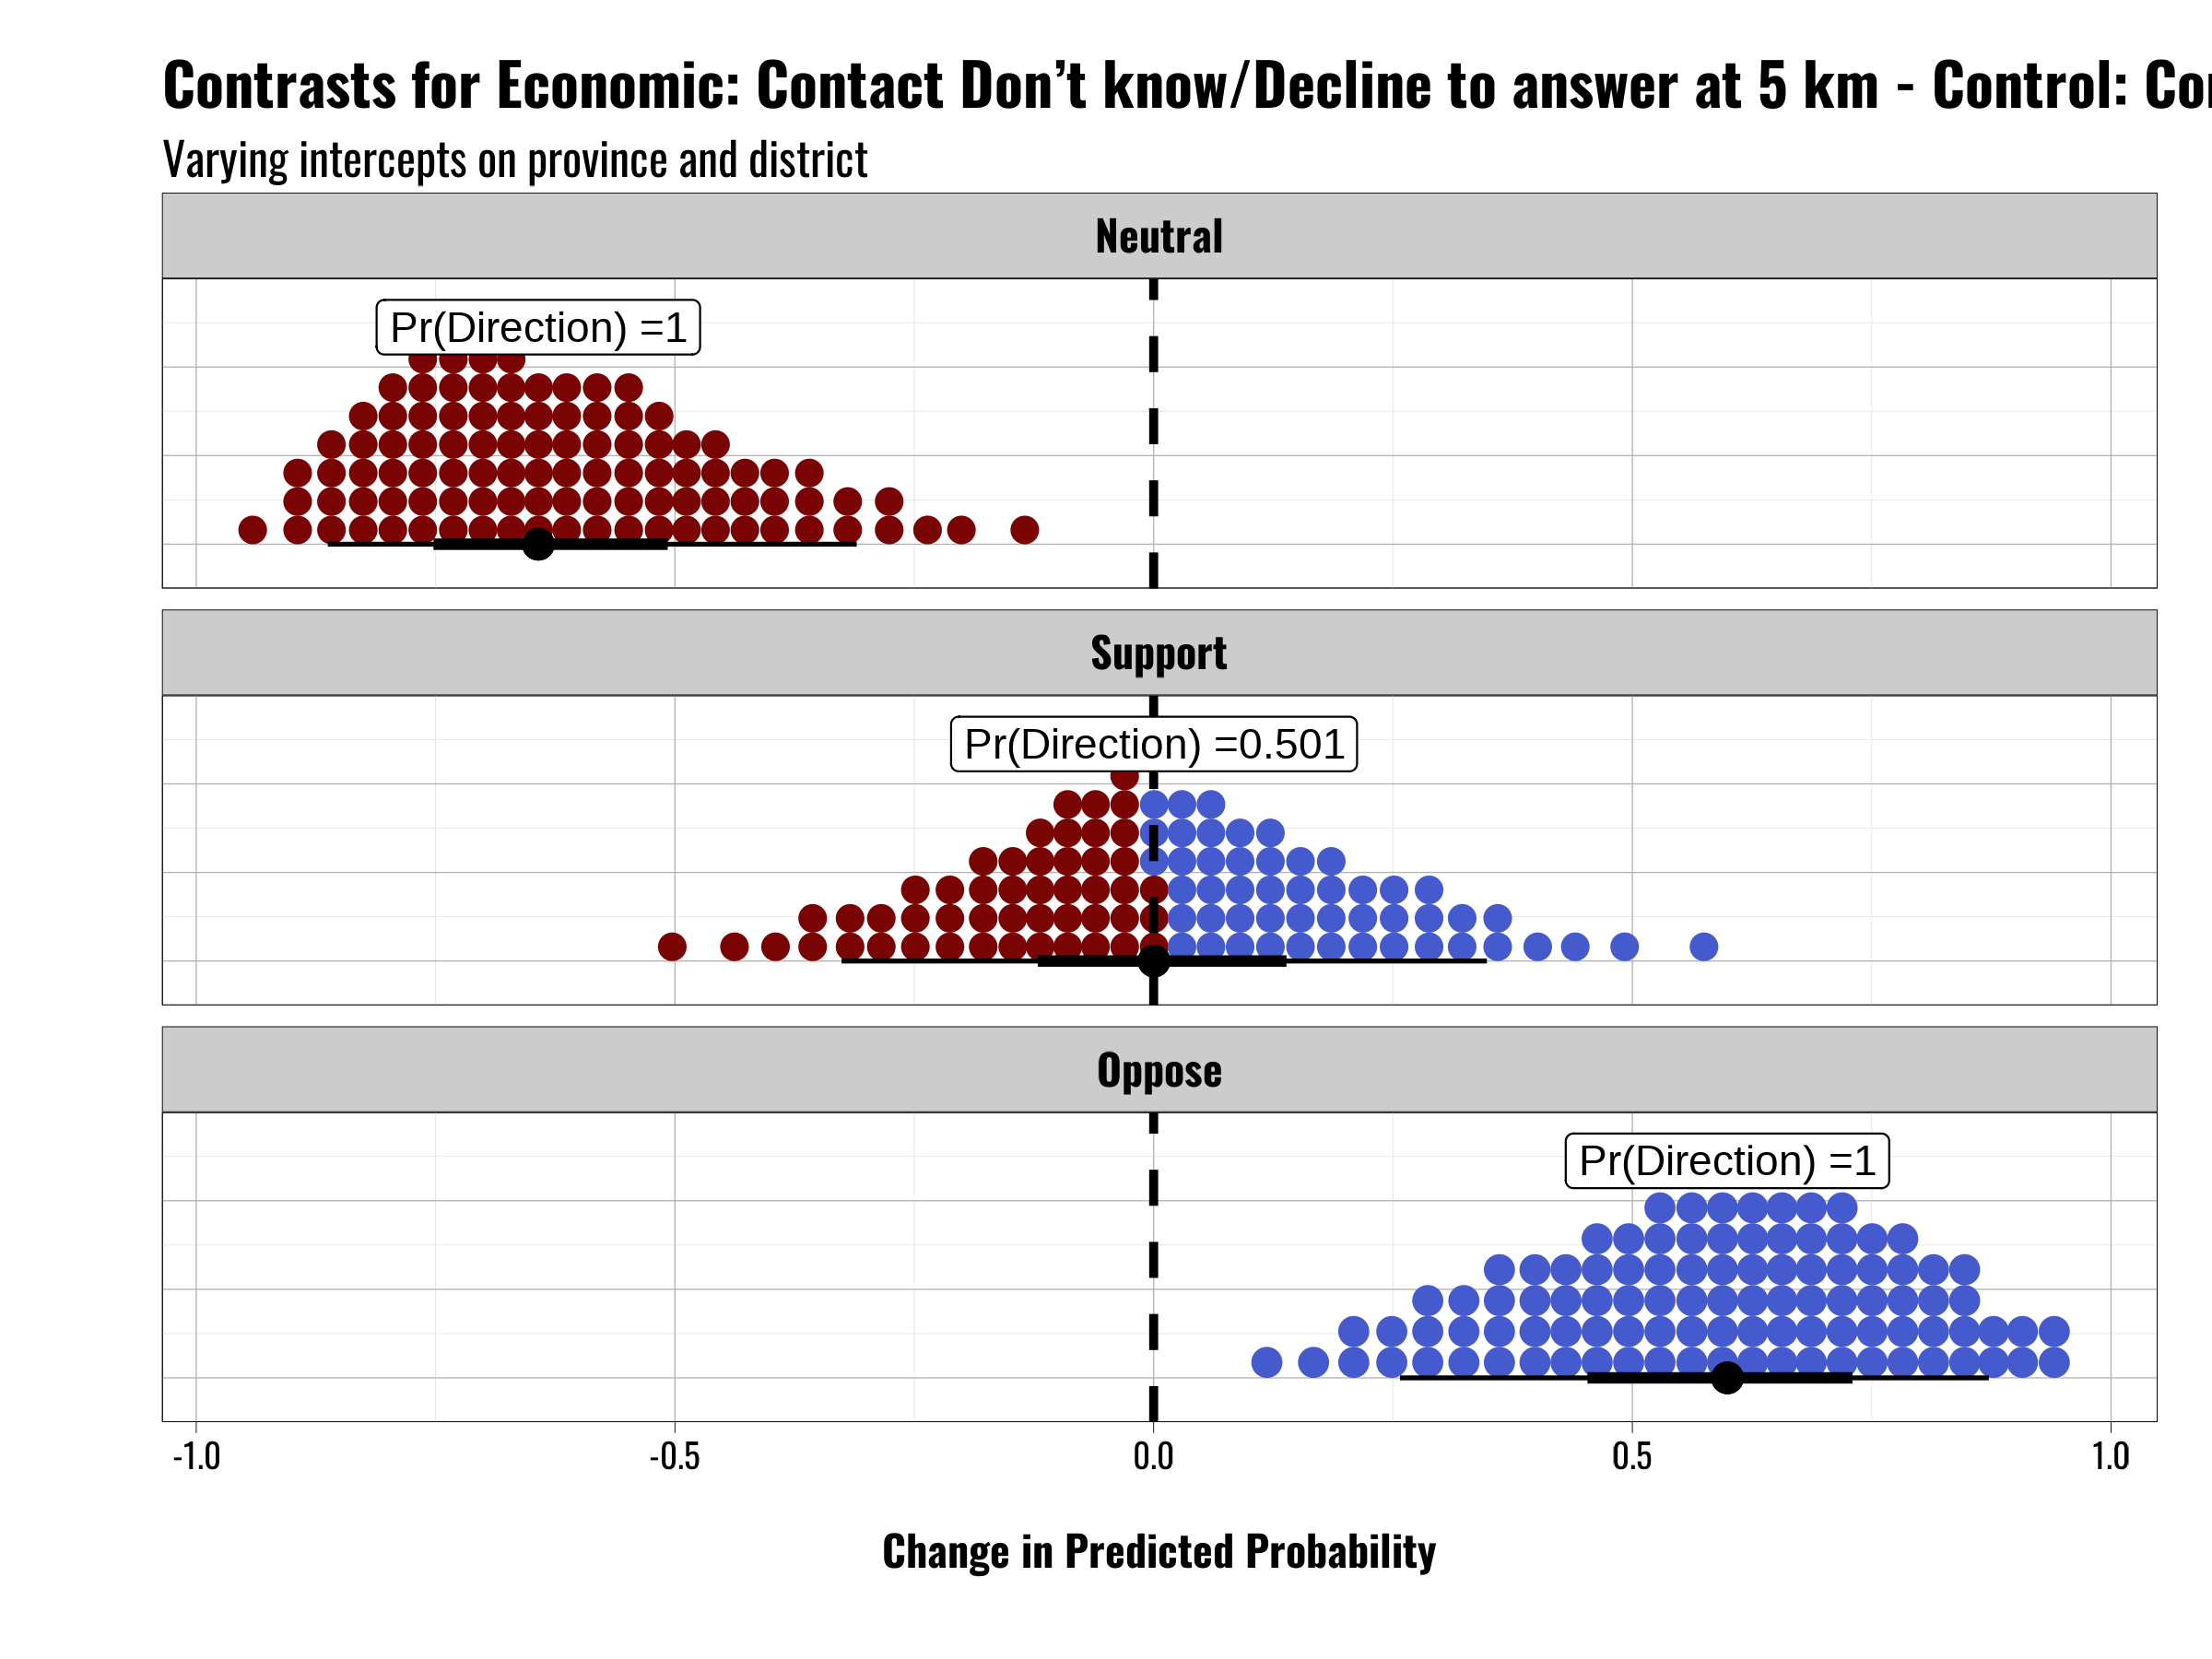 Contrasts for Economic: Contact Don’t know/Decline to answer at 5 km - Control:
Varying intercepts on province and district
Neutral
Pr(Direction) =1
Support
Pr(Direction) =0.501
Oppose
Pr(Direction) =1
-1.0 -0.5 0.0 0.5 1.0
Change in Predicted Probability